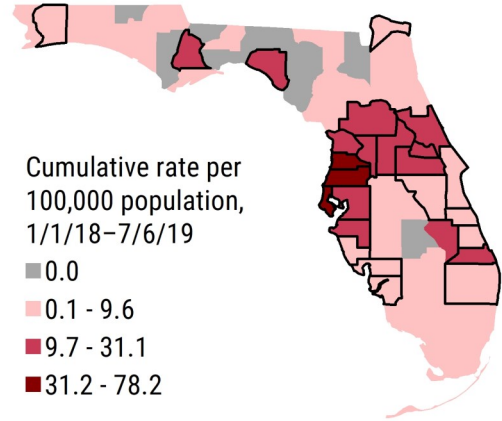 Cumulative rate per
100,000 population,
1/1/18–7/6/19
0.0
0.1 - 9.6
9.7 - 31.1
31.2 - 78.2